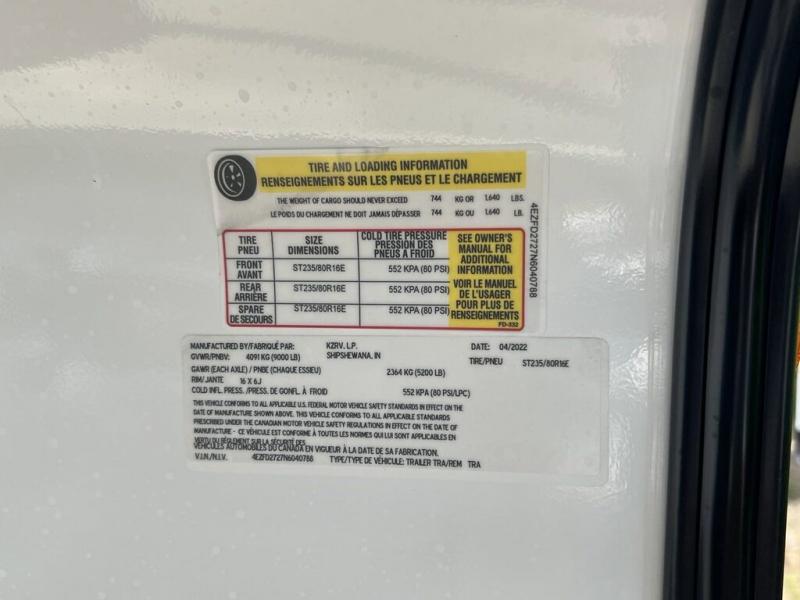 TIRE AND LOADING INFORMATION
RENSEIGNEMENTS SUR LES PNEUS ET LE CHARGEMENT
THE WEIGHT OF CARGO SHOULD NEVER EXCEED 744 KG OR 1,640 LBS.
LE POIDS DU CHARGEMENT NE DOIT JAMAIS DÉPASSER 744 KG OU 1,640 LB.
TIRE PNEU
SIZE DIMENSIONS
COLD TIRE PRESSURE
PRESSION DES
PNEUS A FROID
FRONT AVANT ST235/80R16E 552 KPA (80 PSI)
REAR ARRIÈRE ST235/80R16E 552 KPA (80 PSI)
SPARE DE SECOURS ST235/80R16E 552 KPA (80 PSI)
SEE OWNER'S
MANUAL FOR
ADDITIONAL
INFORMATION
VOIR LE MANUEL
DE L'USAGER
POUR PLUS DE
RENSEIGNEMENTS
FD-332
4EZFD2727N6040788
MANUFACTURED BY/FABRIQUÉ PAR: KZRV. L.P. DATE: 04/2022
GVWR/PNBV: 4091 KG (9000 LB) SHIPSHEWANA, IN TIRE/PNEU ST235/80R16E
GAWR (EACH AXLE) / PNBE (CHAQUE ESSIEU) 2364 KG (5200 LB)
RIM/JANTE 16 X 6J
COLD INFL. PRESS. /PRESS. DE GONFL. À FROID 552 KPA (80 PSI/LPC)
THIS VEHICLE CONFORMS TO ALL APPLICABLE U.S. FEDERAL MOTOR VEHICLE SAFETY STANDARDS IN EFFECT ON THE
DATE OF MANUFACTURE SHOWN ABOVE. THIS VEHICLE CONFORMS TO ALL APPLICABLE STANDARDS
PRESCRIBED UNDER THE CANADIAN MOTOR VEHICLE SAFETY REGULATIONS IN EFFECT ON THE DATE OF
MANUFACTURE - CE VÉHICULE EST CONFORME À TOUTES LES NORMES QUI LUI SONT APPLICABLES EN
VERTU DU RÈGLEMENT SUR LA SÉCURITÉ DES
VÉHICULES AUTOMOBILES DU CANADA EN VIGUEUR À LA DATE DE SA FABRICATION.
V.I.N./N.I.V. 4EZFD2727N6040788 TYPE/TYPE DE VÉHICULE: TRAILER TRA/REM TRA